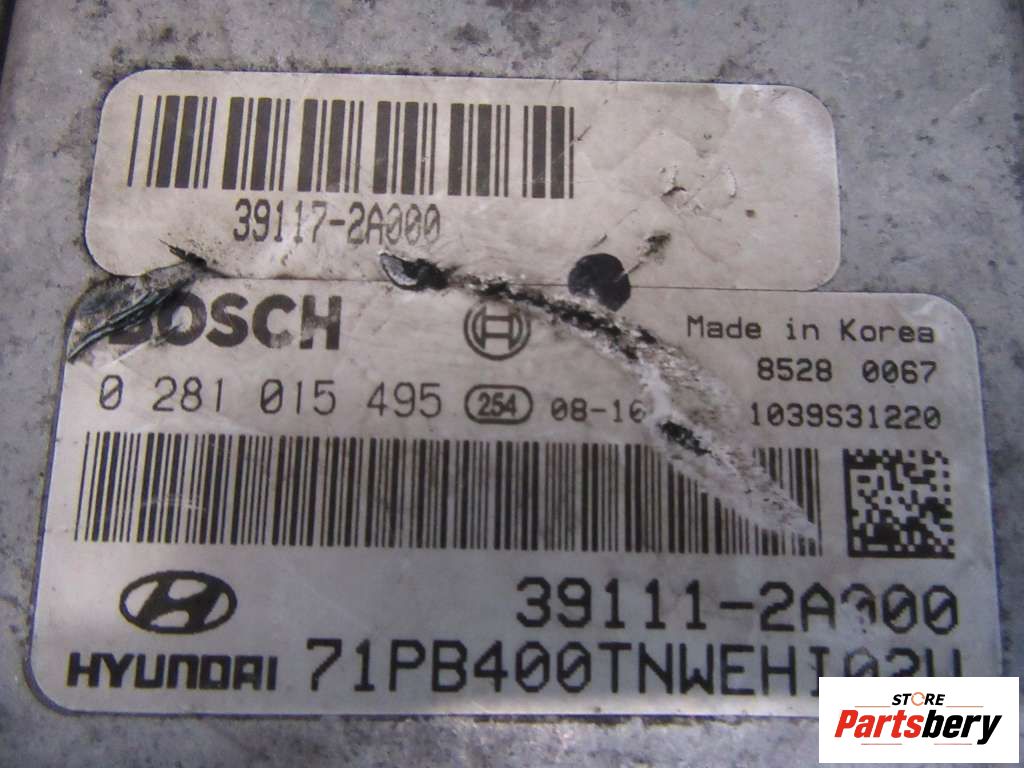 39117-2A000
BOSCH
Made in Korea
8528 0067
0 281 015 495 254 08-16
1039S31220
39111-2A000
HYUNDAI
STORE
Partsbery